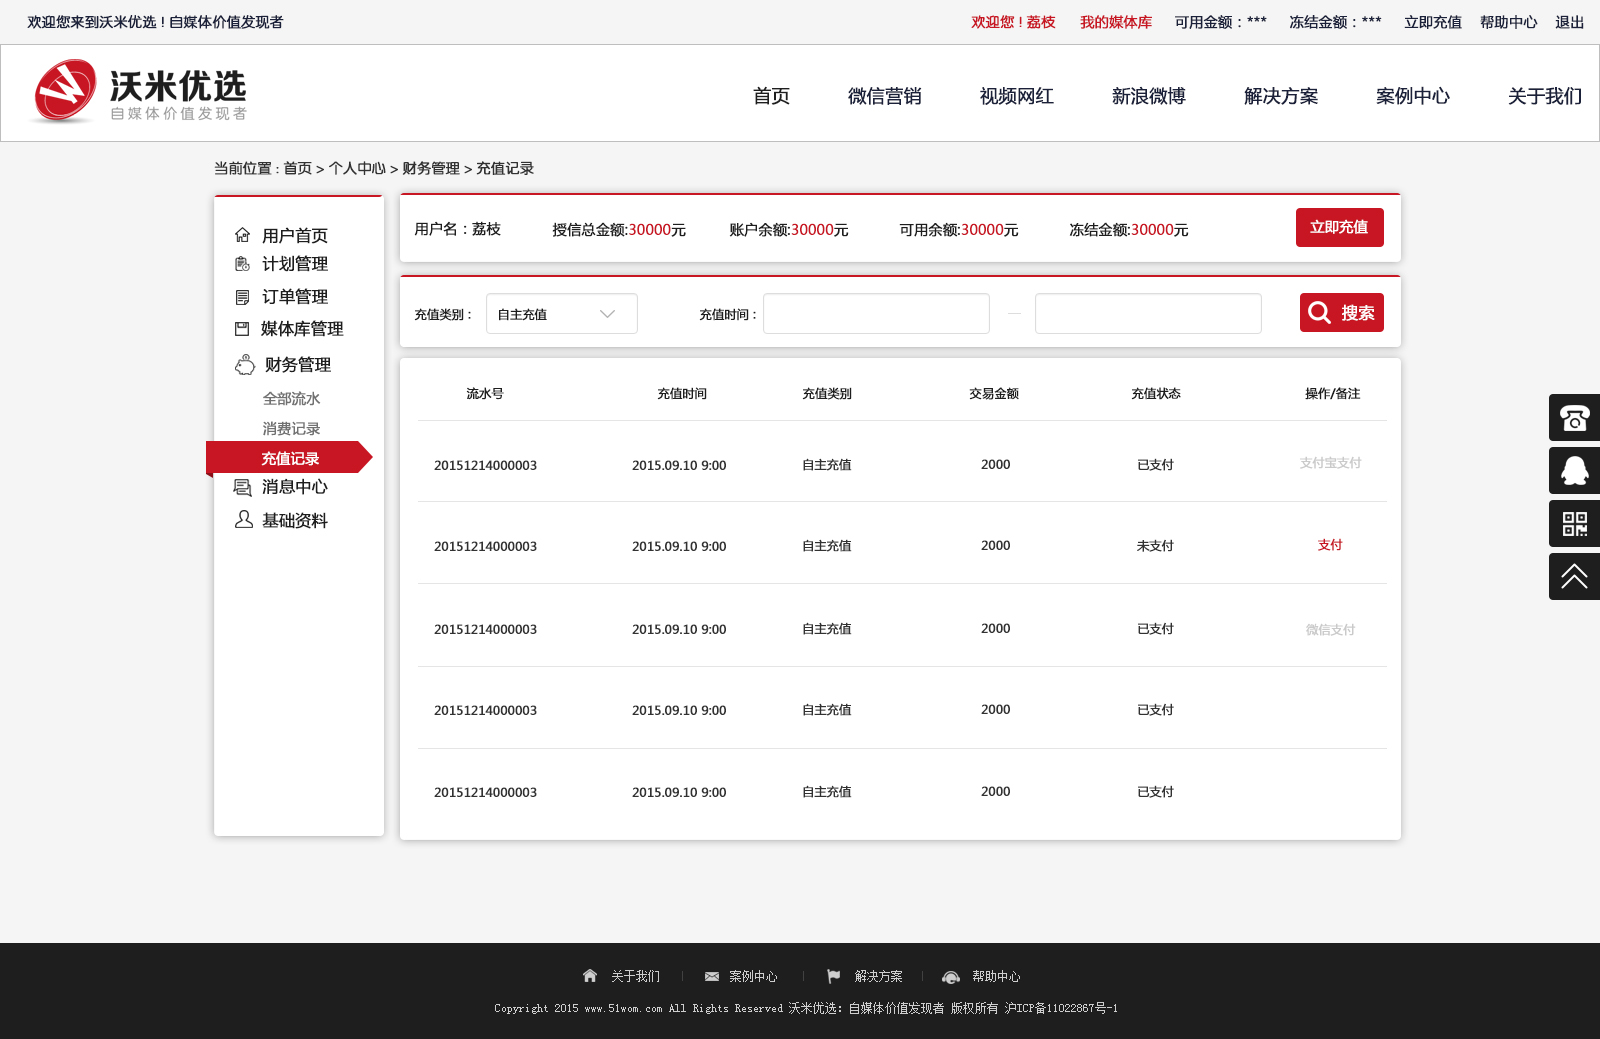 欢迎您来到沃米优选！自媒体价值发现者 欢迎您！荔枝 我的媒体库 可用金额：*** 冻结金额：*** 立即充值 帮助中心 退出
沃米优选
自媒体价值发现者
首页 微信营销 视频网红 新浪微博 解决方案 案例中心 关于我们
当前位置 : 首页 > 个人中心 > 财务管理 > 充值记录
用户首页
计划管理
订单管理
媒体库管理
财务管理
全部流水
消费记录
充值记录
消息中心
基础资料
用户名：荔枝 授信总金额:30000元 账户余额:30000元 可用余额:30000元 冻结金额:30000元 立即充值
充值类别： 自主充值 充值时间： — 搜索
流水号 充值时间 充值类别 交易金额 充值状态 操作/备注
20151214000003 2015.09.10 9:00 自主充值 2000 已支付 支付宝支付
20151214000003 2015.09.10 9:00 自主充值 2000 未支付 支付
20151214000003 2015.09.10 9:00 自主充值 2000 已支付 微信支付
20151214000003 2015.09.10 9:00 自主充值 2000 已支付
20151214000003 2015.09.10 9:00 自主充值 2000 已支付
关于我们 | 案例中心 | 解决方案 | 帮助中心
Copyright 2015 www.51wom.com All Rights Reserved 沃米优选：自媒体价值发现者 版权所有 沪ICP备11022867号-1